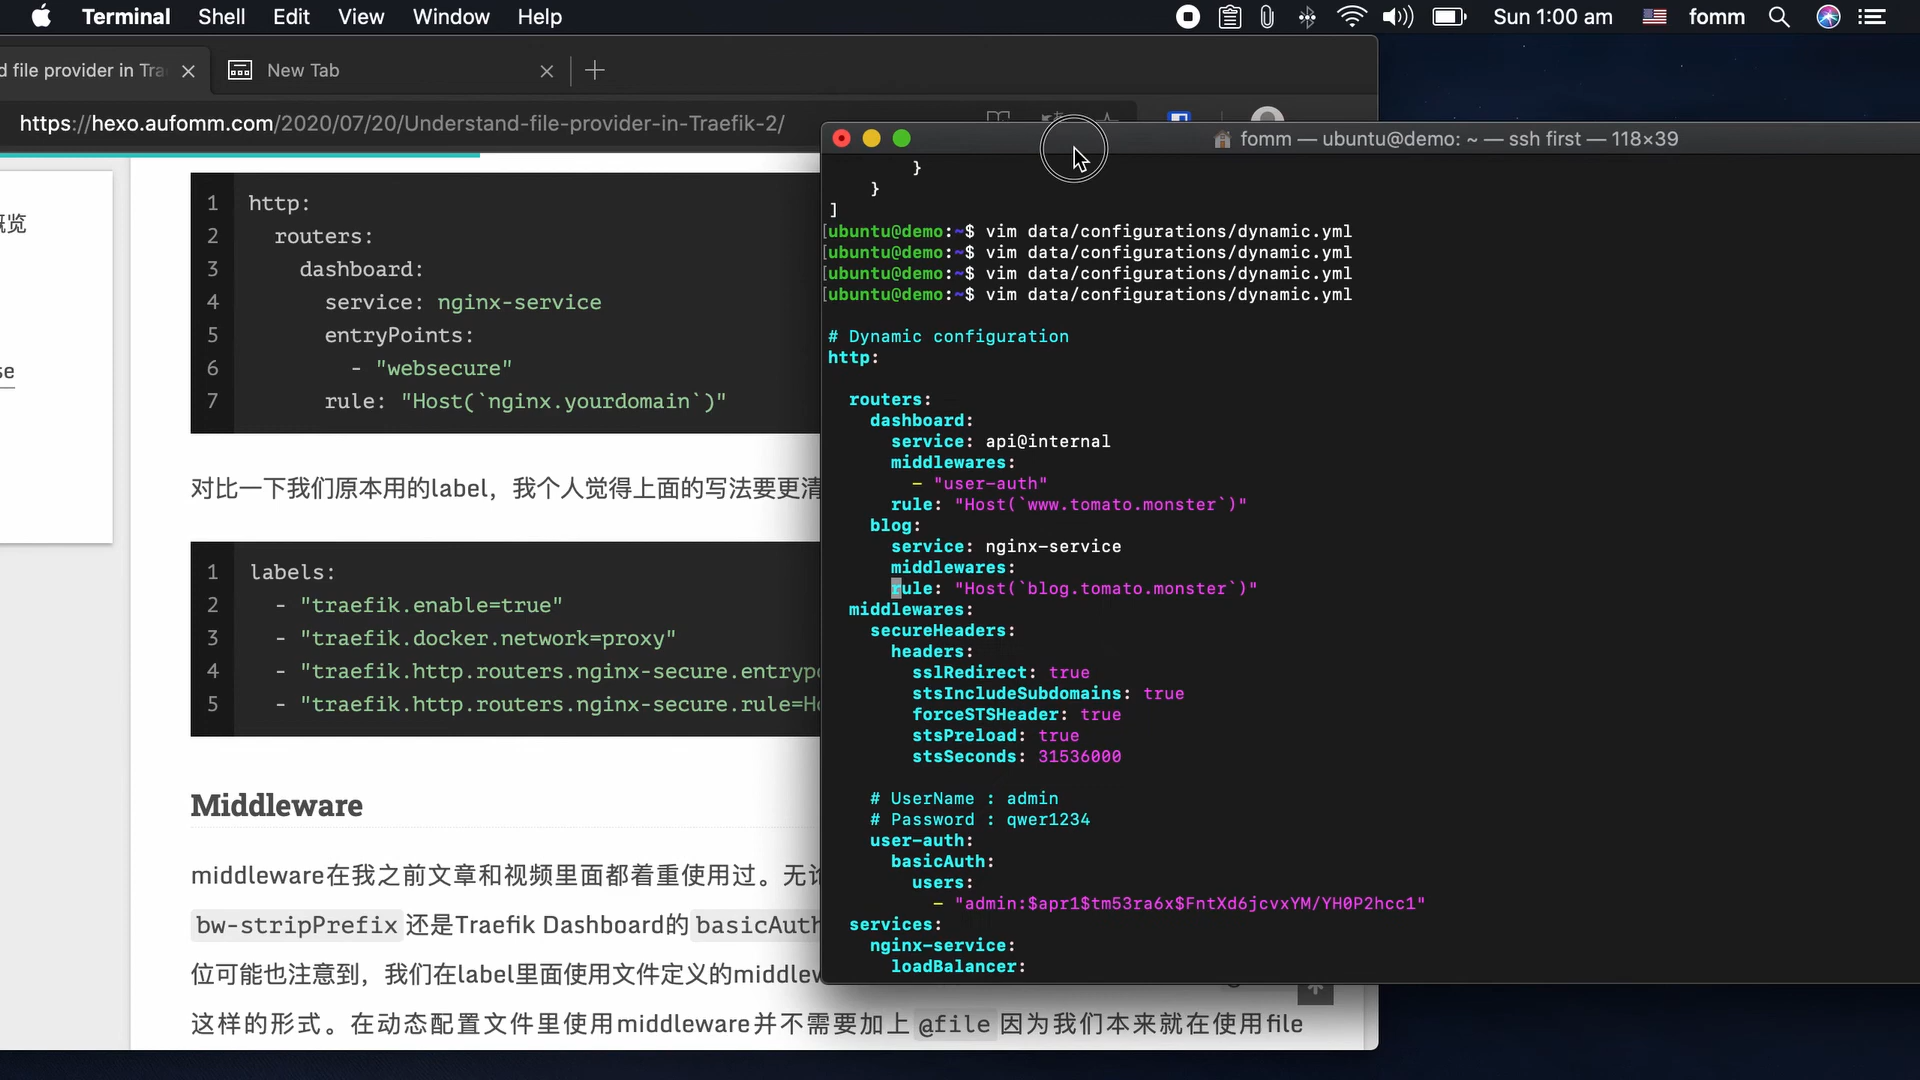 Terminal Shell Edit View Window Help Sun 1:00 am fomm
d file provider in Tra New Tab
https://hexo.aufomm.com/2020/07/20/Understand-file-provider-in-Traefik-2/
概览
se
1 http:
2 routers:
3 dashboard:
4 service: nginx-service
5 entryPoints:
6 - "websecure"
7 rule: "Host(`nginx.yourdomain`)"
对比一下我们原本用的label，我个人觉得上面的写法要更清
1 labels:
2 - "traefik.enable=true"
3 - "traefik.docker.network=proxy"
4 - "traefik.http.routers.nginx-secure.entryp
5 - "traefik.http.routers.nginx-secure.rule=H
Middleware
middleware在我之前文章和视频里面都着重使用过。无论
bw-stripPrefix 还是Traefik Dashboard的 basicAuth
位可能也注意到，我们在label里面使用文件定义的middlew
这样的形式。在动态配置文件里使用middleware并不需要加上 @file 因为我们本来就在使用file
fomm — ubuntu@demo: ~ — ssh first — 118×39
}
}
]
[ubuntu@demo:~$ vim data/configurations/dynamic.yml
[ubuntu@demo:~$ vim data/configurations/dynamic.yml
[ubuntu@demo:~$ vim data/configurations/dynamic.yml
[ubuntu@demo:~$ vim data/configurations/dynamic.yml
# Dynamic configuration
http:
routers:
dashboard:
service: api@internal
middlewares:
- "user-auth"
rule: "Host(`www.tomato.monster`)"
blog:
service: nginx-service
middlewares:
rule: "Host(`blog.tomato.monster`)"
middlewares:
secureHeaders:
headers:
sslRedirect: true
stsIncludeSubdomains: true
forceSTSHeader: true
stsPreload: true
stsSeconds: 31536000
# UserName : admin
# Password : qwer1234
user-auth:
basicAuth:
users:
- "admin:$apr1$tm53ra6x$FntXd6jcvxYM/YH0P2hcc1"
services:
nginx-service:
loadBalancer: